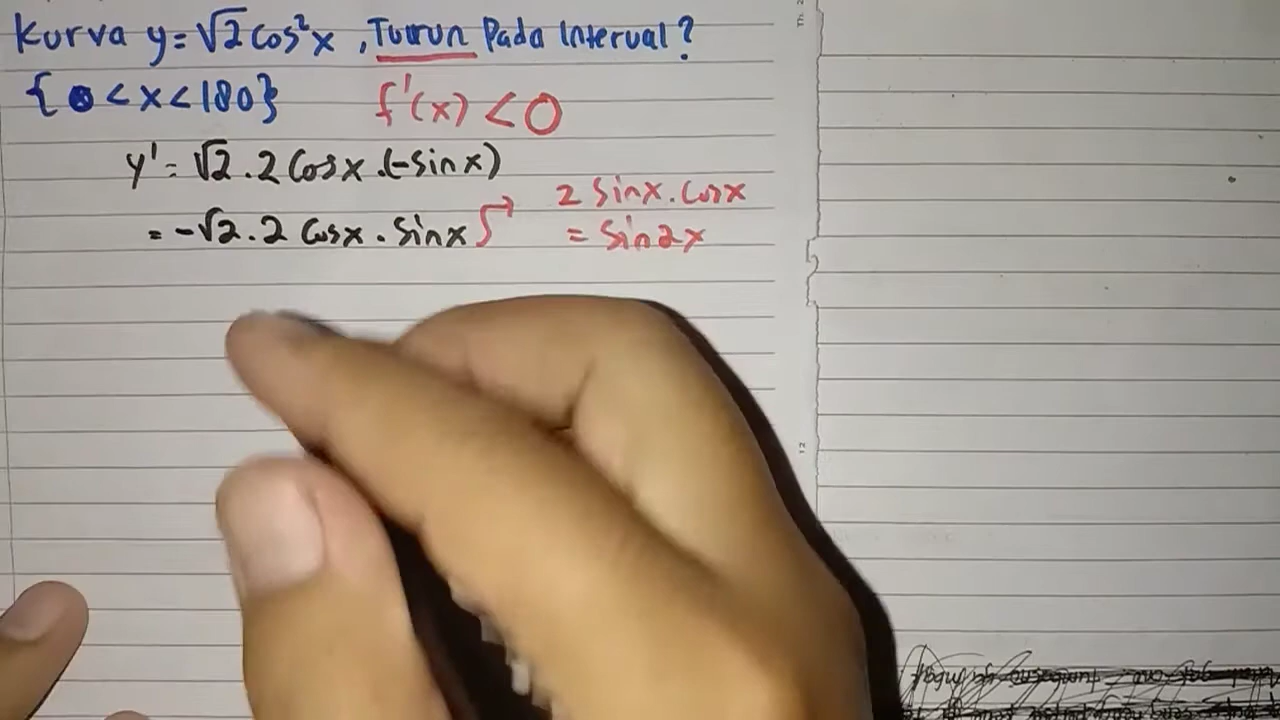 Kurva y=√2 cos²x , Turun Pada Interval?
{0 < x < 180} f'(x) < 0
y' = √2 . 2 cos x . (-sin x)
= -√2 . 2 cos x . sin x → 2 sin x . cos x
= sin 2x